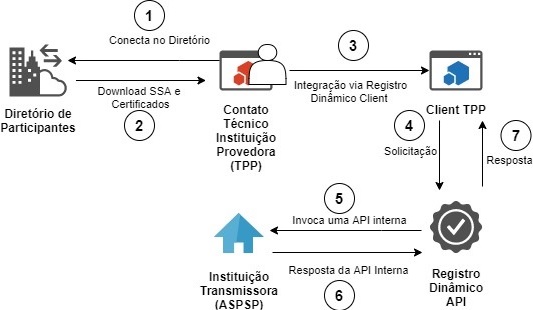 1
Conecta no Diretório
Download SSA e
Certificados
2
Diretório de
Participantes
Contato
Técnico
Instituição
Provedora
(TPP)
3
Integração via Registro
Dinâmico Client
Client TPP
4
Solicitação
7
Resposta
5
Invoca uma API interna
Resposta da API Interna
6
Instituição
Transmissora
(ASPSP)
Registro
Dinâmico
API